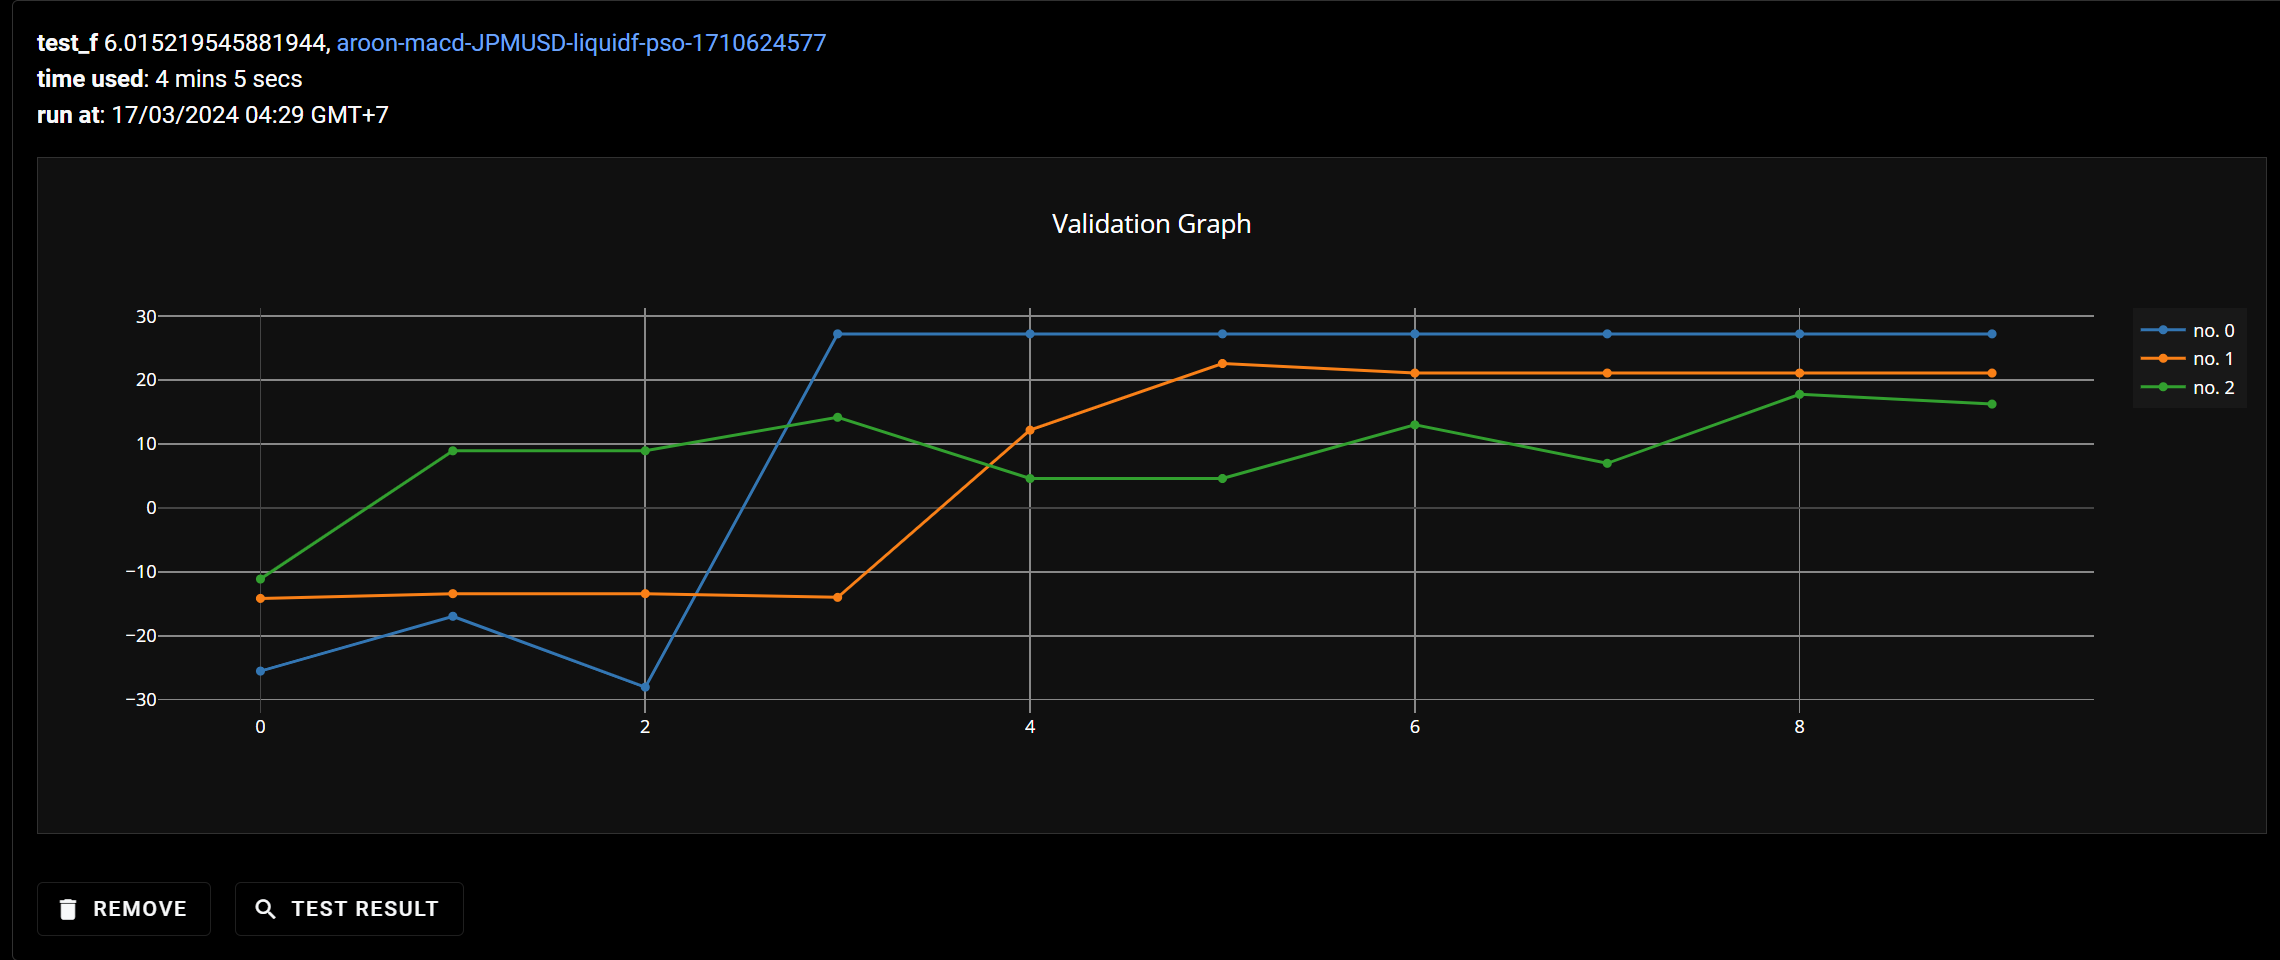 test_f 6.015219545881944, aroon-macd-JPMUSD-liquidf-pso-1710624577
time used: 4 mins 5 secs
run at: 17/03/2024 04:29 GMT+7
Validation Graph
30
20
10
0
−10
−20
−30
0 2 4 6 8
no. 0
no. 1
no. 2
REMOVE TEST RESULT